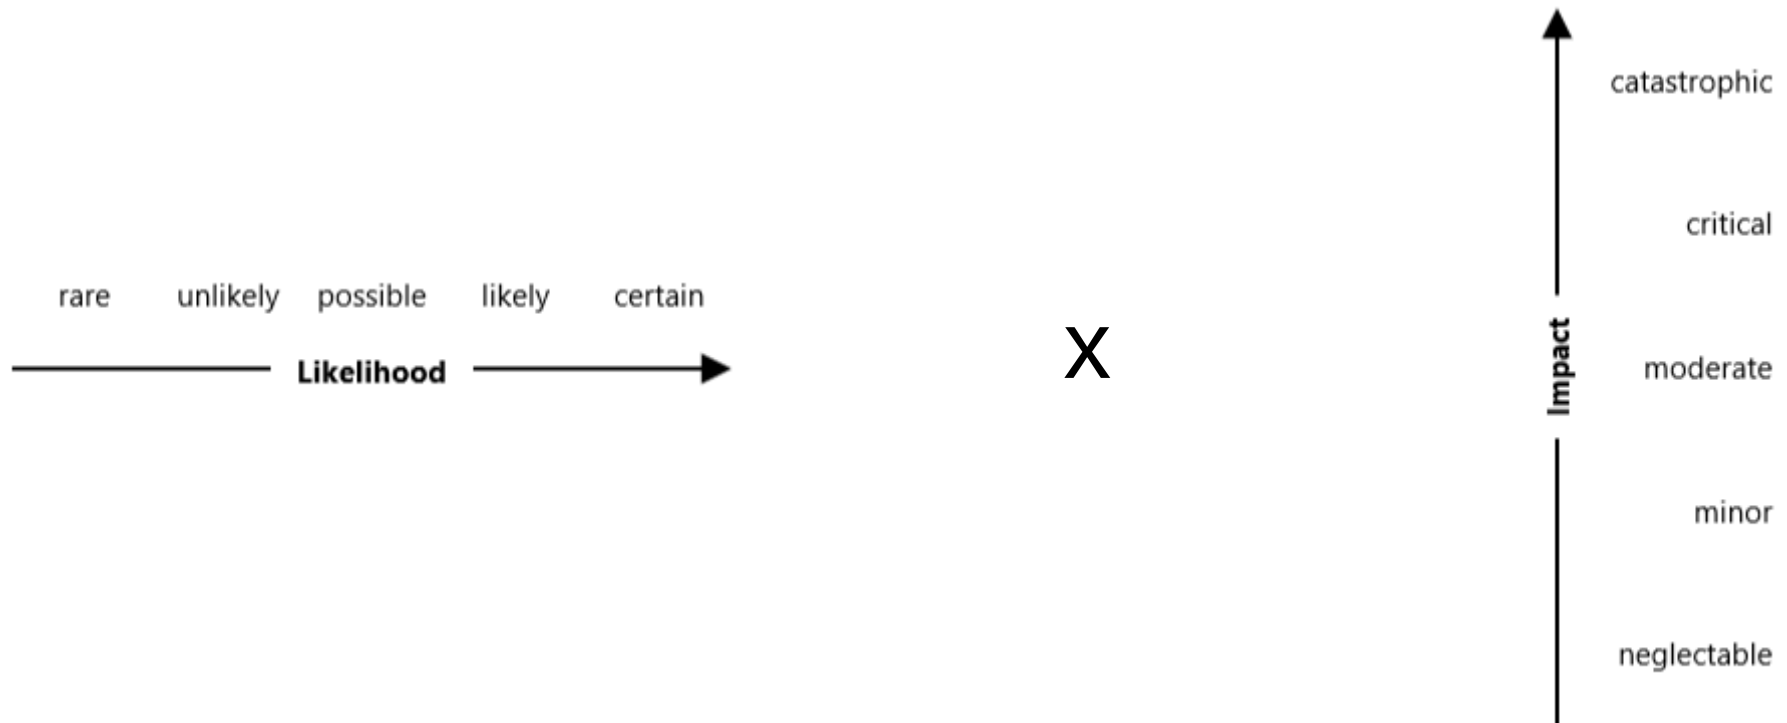 rare unlikely possible likely certain
Likelihood
X
Impact
catastrophic
critical
moderate
minor
neglectable